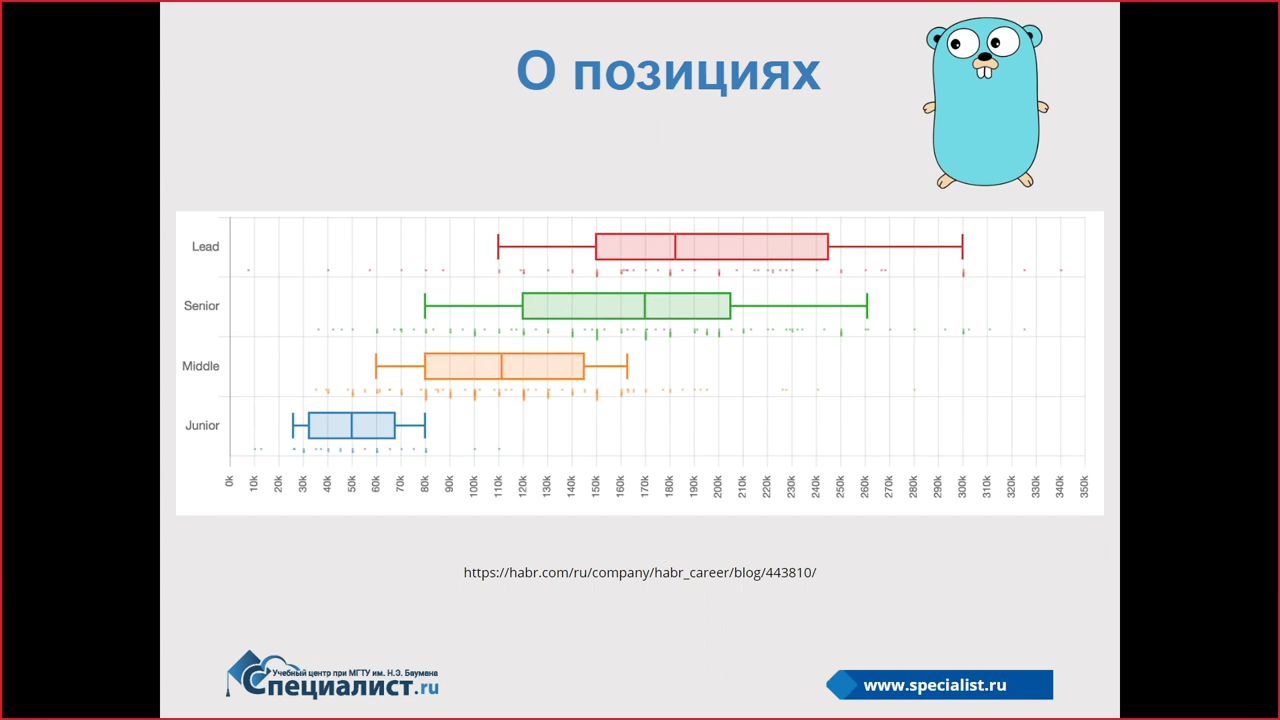 О позициях
Lead
Senior
Middle
Junior
0k 10k 20k 30k 40k 50k 60k 70k 80k 90k 100k 110k 120k 130k 140k 150k 160k 170k 180k 190k 200k 210k 220k 230k 240k 250k 260k 270k 280k 290k 300k 310k 320k 330k 340k 350k
https://habr.com/ru/company/habr_career/blog/443810/
Учебный центр при МГТУ им. Н.Э. Баумана
Специалист.ru
www.specialist.ru